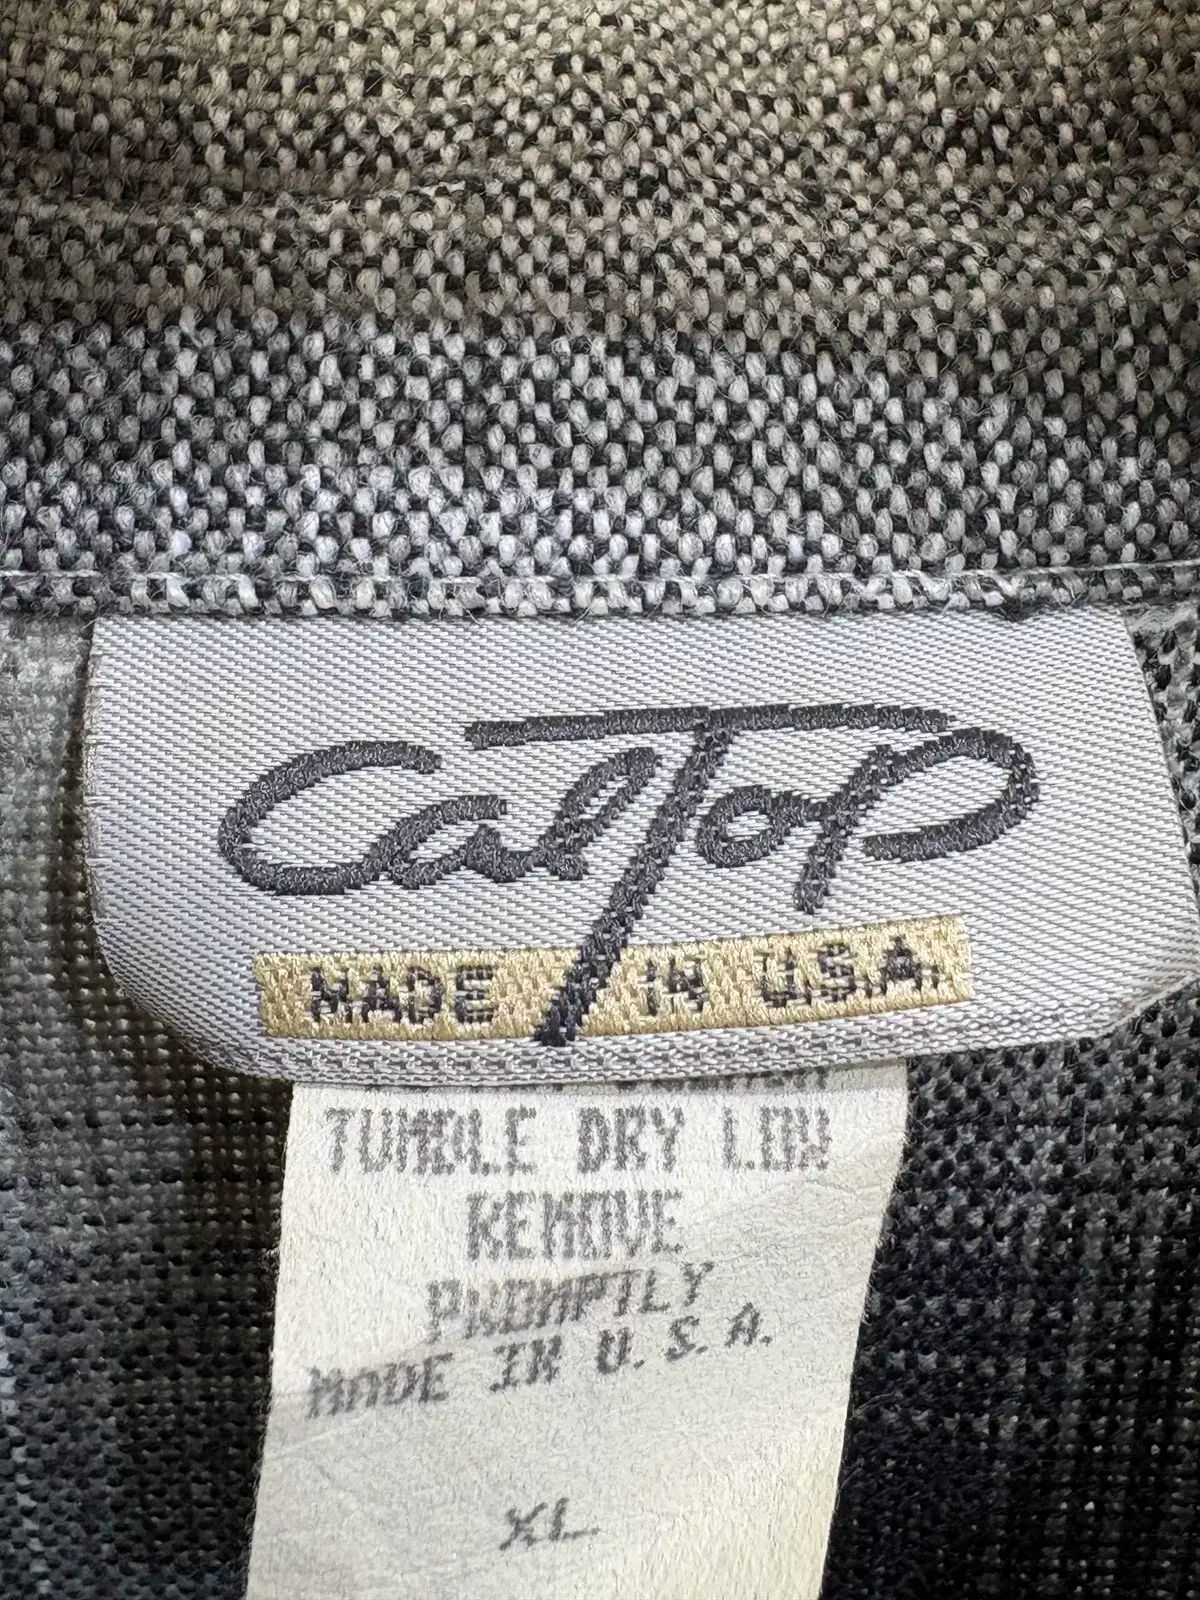 CalTop
MADE IN U.S.A.
TUMBLE DRY LOW
REMOVE
PROMPTLY
MADE IN U.S.A.
XL